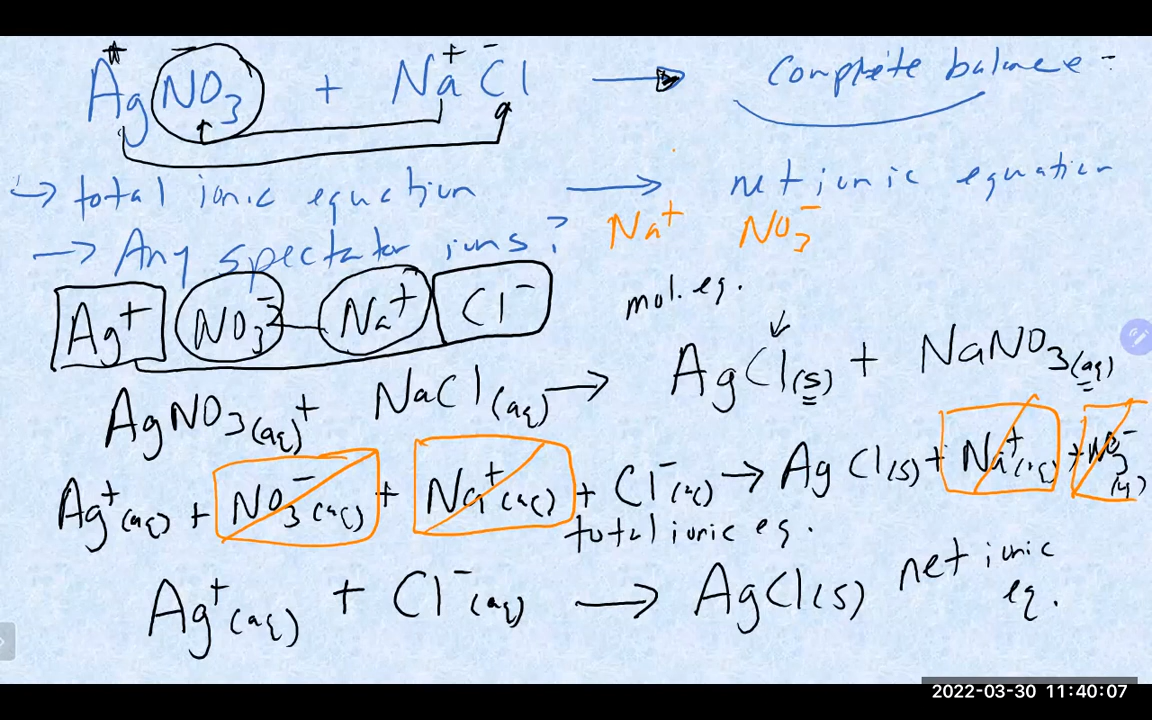 AgNO₃ + NaCl → complete balance
↳ total ionic equation → net ionic equation
→ Any spectator ions? Na⁺ NO₃⁻
Ag⁺ NO₃⁻ Na⁺ Cl⁻ mol. eq.
AgNO₃(aq) + NaCl(aq) → AgCl(s) + NaNO₃(aq)
Ag⁺(aq) + NO₃⁻(aq) + Na⁺(aq) + Cl⁻(aq) → AgCl(s) + Na⁺(aq) + NO₃⁻(aq)
total ionic eq.
Ag⁺(aq) + Cl⁻(aq) → AgCl(s) net ionic eq.
2022-03-30 11:40:07